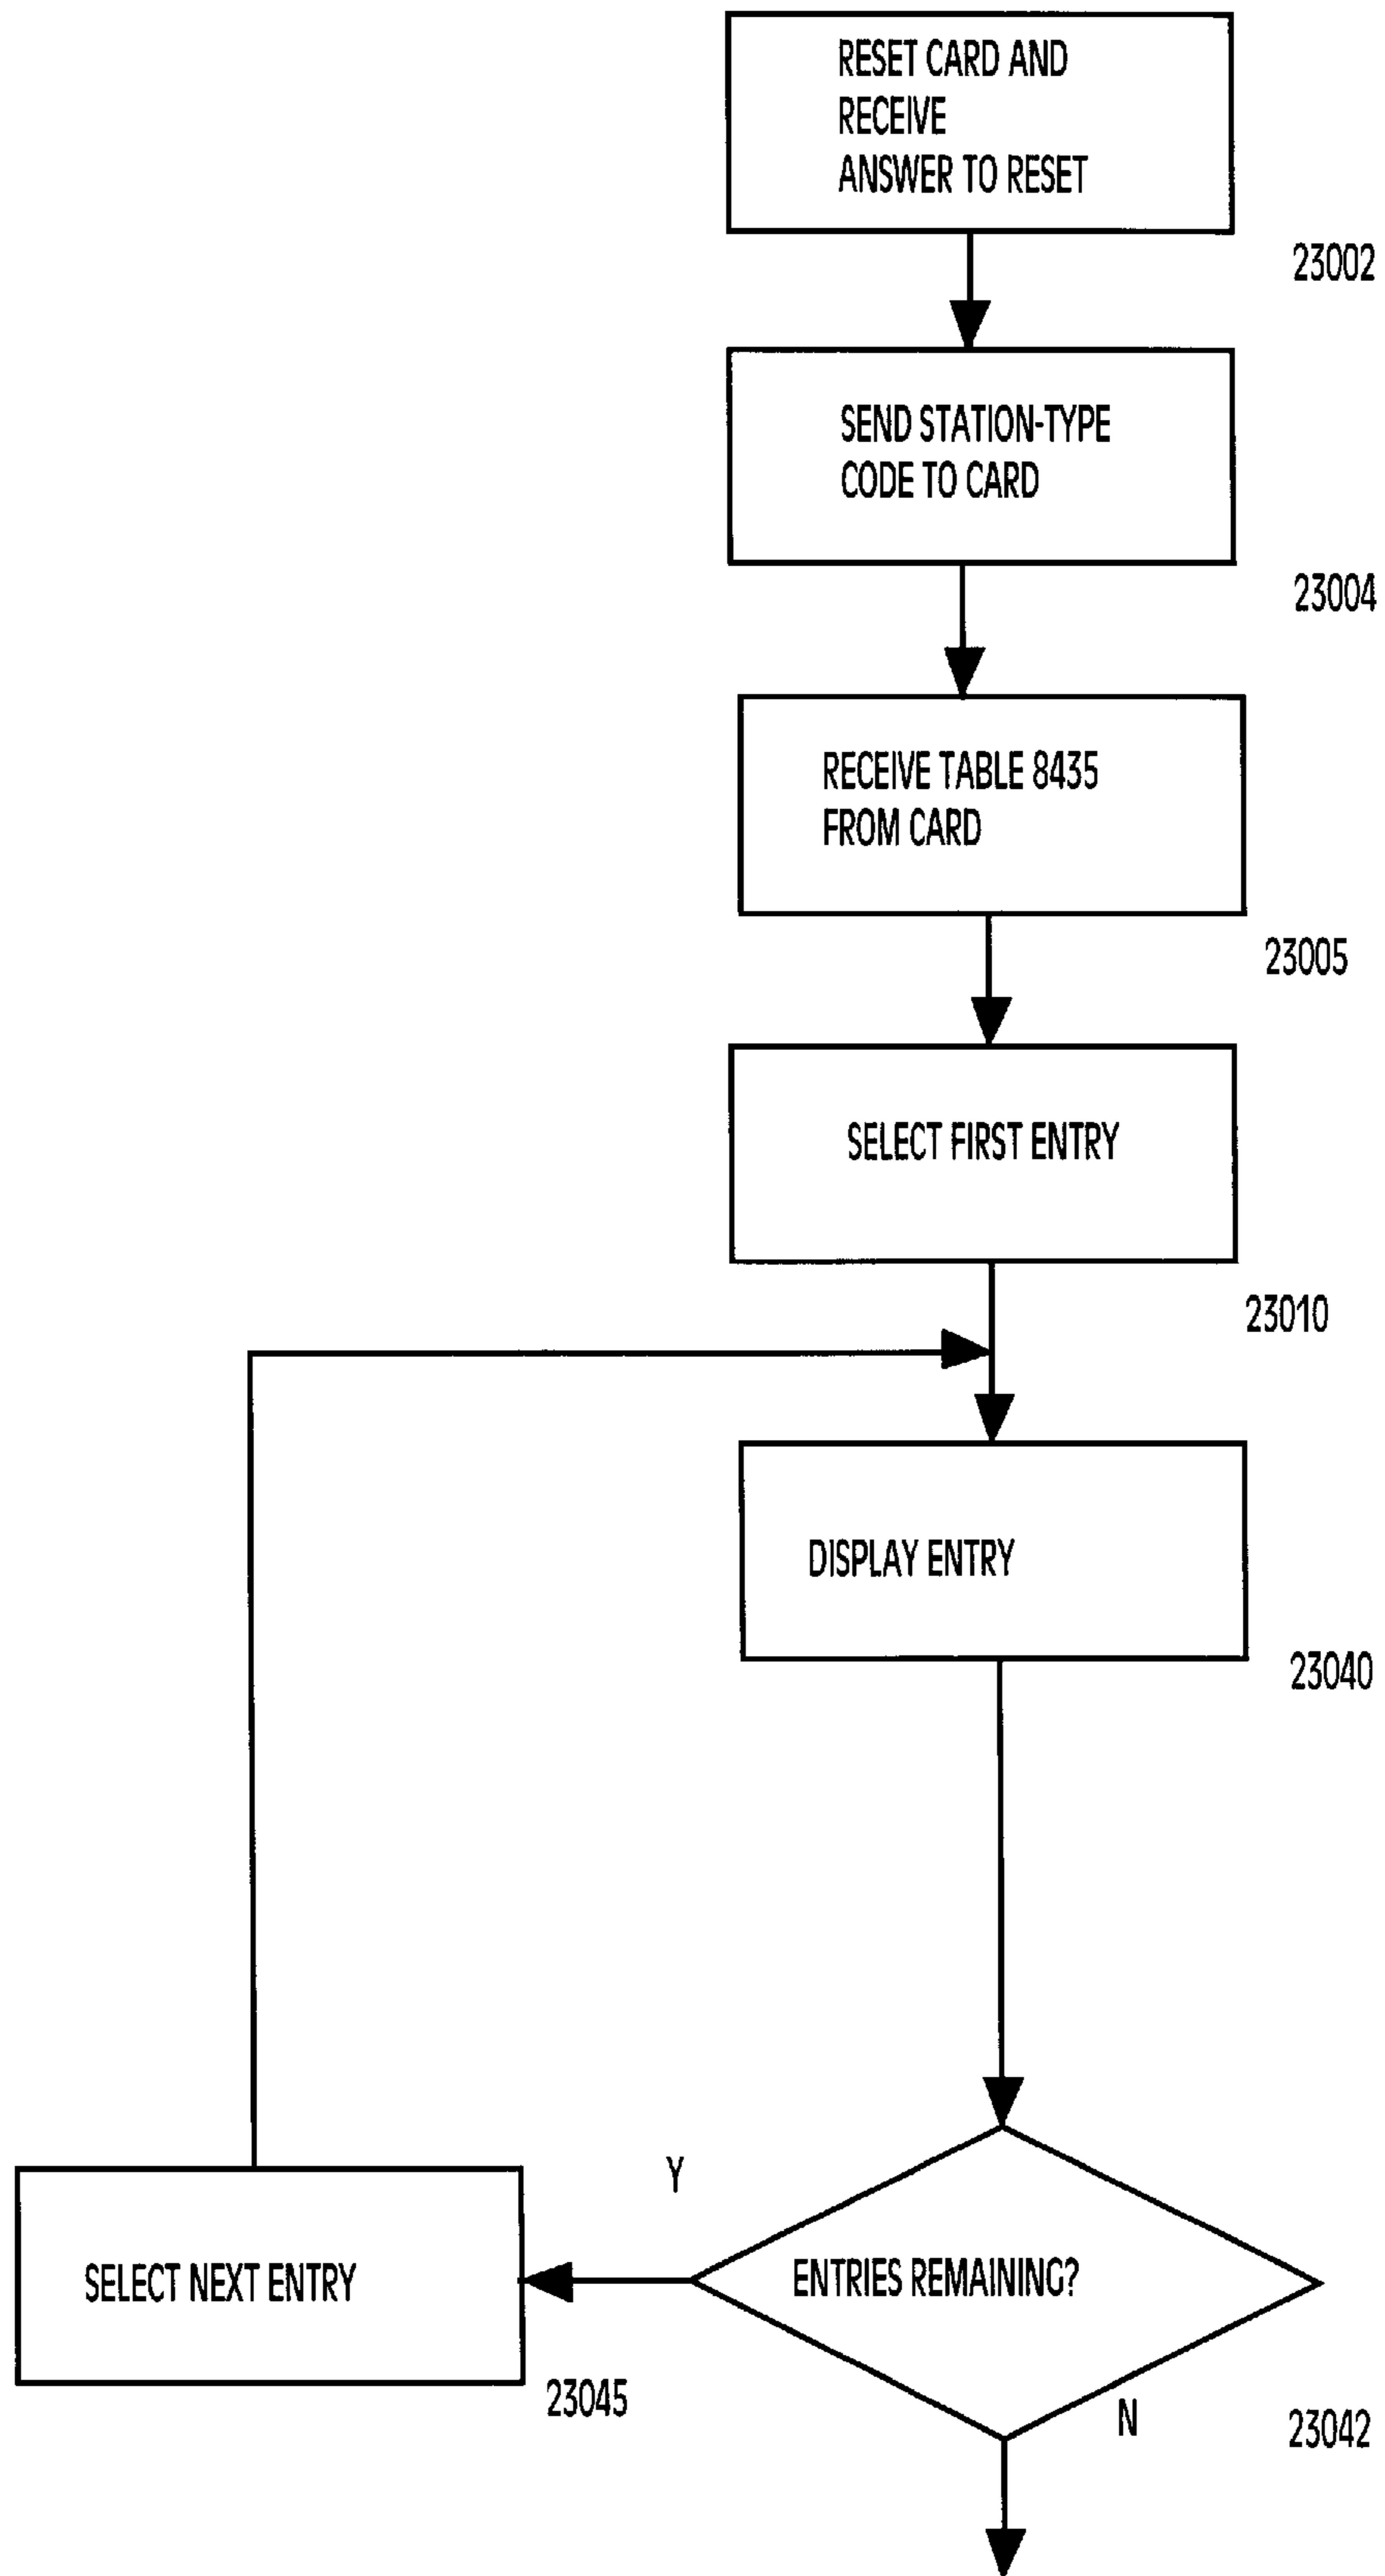 RESET CARD AND
RECEIVE
ANSWER TO RESET
23002
SEND STATION-TYPE
CODE TO CARD
23004
RECEIVE TABLE 8435
FROM CARD
23005
SELECT FIRST ENTRY
23010
DISPLAY ENTRY
23040
Y
ENTRIES REMAINING?
SELECT NEXT ENTRY
23045
N
23042